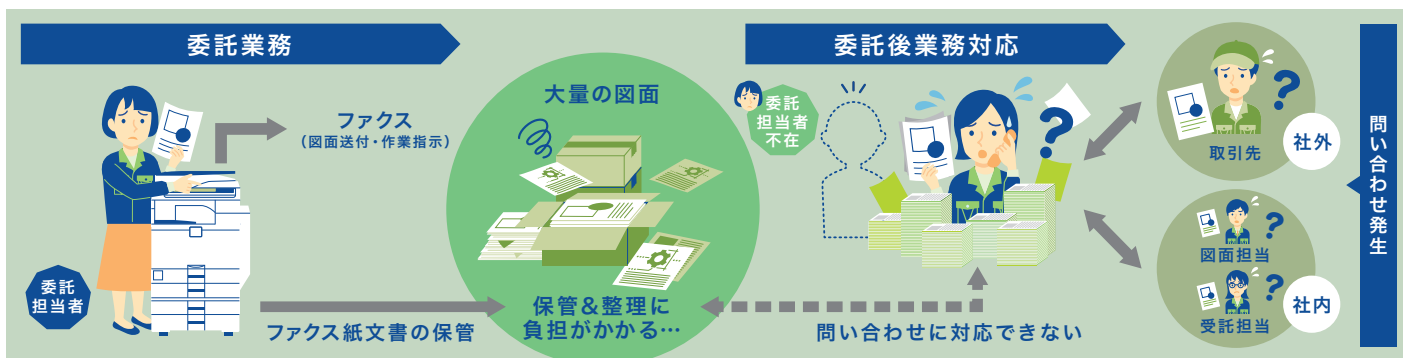 委託業務
委託
担当者
ファクス
（図面送付・作業指示）
ファクス紙文書の保管
大量の図面
保管＆整理に
負担がかかる…
委託後業務対応
委託
担当者
不在
?
問い合わせに対応できない
?
取引先
社外
?
図面担当
?
受託担当
社内
問い合わせ発生